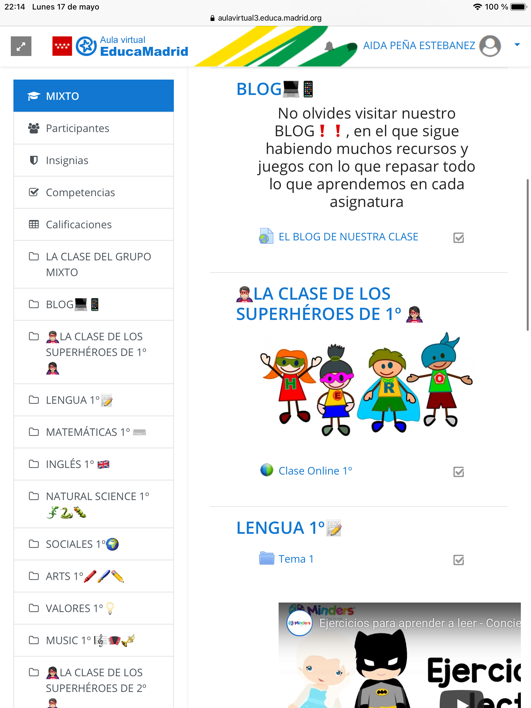 22:14 Lunes 17 de mayo
100 %
aulavirtual3.educa.madrid.org
Aula virtual
EducaMadrid
AIDA PEÑA ESTEBANEZ
MIXTO
Participantes
Insignias
Competencias
Calificaciones
LA CLASE DEL GRUPO
MIXTO
BLOG💻📱
🦸LA CLASE DE LOS
SUPERHÉROES DE 1º
🦸
LENGUA 1º📝
MATEMÁTICAS 1º
INGLÉS 1º 🇬🇧
NATURAL SCIENCE 1º
🦎🐍🐛
SOCIALES 1º🌍
ARTS 1º🖍🖌✏️
VALORES 1º💡
MUSIC 1º🎼🪗🎺
🦸LA CLASE DE LOS
SUPERHÉROES DE 2º
BLOG💻📱
No olvides visitar nuestro
BLOG❗❗, en el que sigue
habiendo muchos recursos y
juegos con lo que repasar todo
lo que aprendemos en cada
asignatura
EL BLOG DE NUESTRA CLASE
🦸LA CLASE DE LOS
SUPERHÉROES DE 1º 🦸
H E R O
Clase Online 1º
LENGUA 1º📝
Tema 1
Minders
Minders
Ejercicios para aprender a leer - Concie
Ejercic